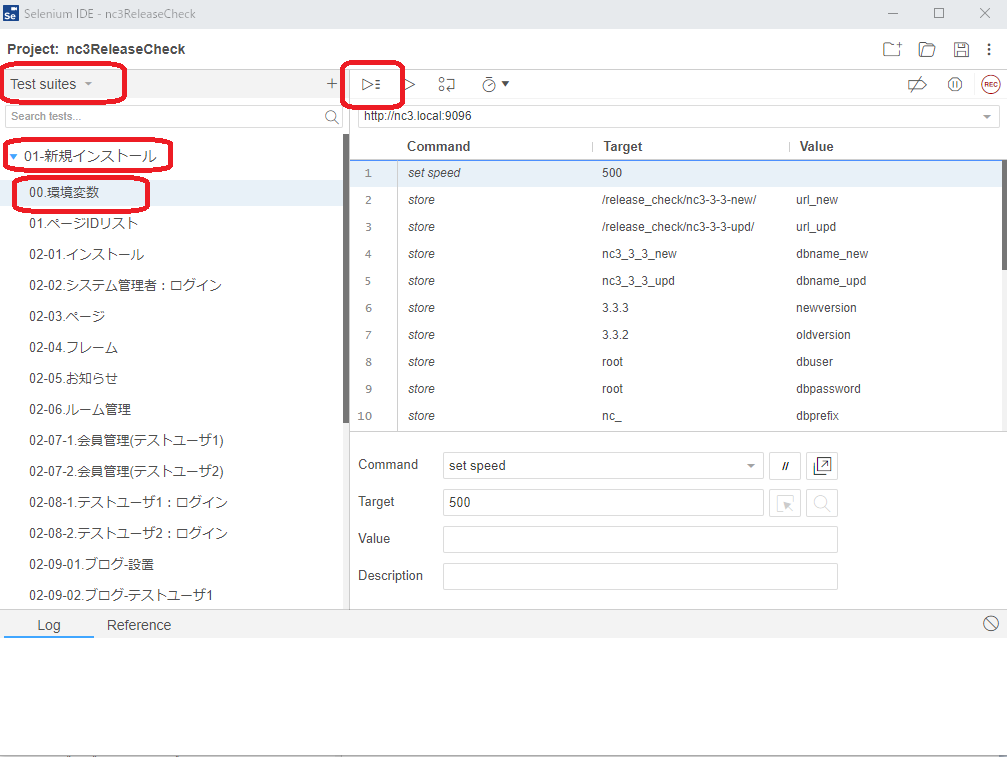 Se
Selenium IDE - nc3ReleaseCheck
Project: nc3ReleaseCheck
Test suites
REC
Search tests...
http://nc3.local:9096
01-新規インストール
00.環境変数
01.ページIDリスト
02-01.インストール
02-02.システム管理者：ログイン
02-03.ページ
02-04.フレーム
02-05.お知らせ
02-06.ルーム管理
02-07-1.会員管理(テストユーザ1)
02-07-2.会員管理(テストユーザ2)
02-08-1.テストユーザ1：ログイン
02-08-2.テストユーザ2：ログイン
02-09-01.ブログ-設置
02-09-02.ブログ-テストユーザ1
Command Target Value
1 set speed 500
2 store /release_check/nc3-3-3-new/ url_new
3 store /release_check/nc3-3-3-upd/ url_upd
4 store nc3_3_3_new dbname_new
5 store nc3_3_3_upd dbname_upd
6 store 3.3.3 newversion
7 store 3.3.2 oldversion
8 store root dbuser
9 store root dbpassword
10 store nc_ dbprefix
Command set speed //
Target 500
Value
Description
Log Reference